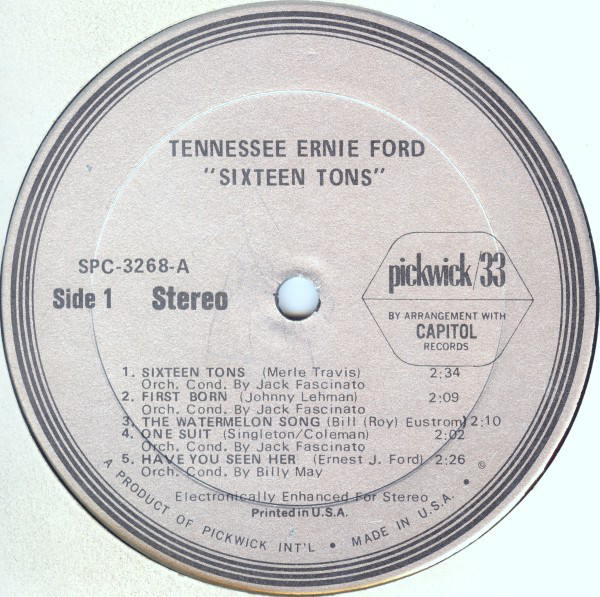 TENNESSEE ERNIE FORD
"SIXTEEN TONS"
SPC-3268-A
Side 1 Stereo
pickwick/33
BY ARRANGEMENT WITH
CAPITOL
RECORDS
1. SIXTEEN TONS (Merle Travis) 2:34
Orch. Cond. By Jack Fascinato
2. FIRST BORN (Johnny Lehman) 2:09
Orch. Cond. By Jack Fascinato
3. THE WATERMELON SONG (Bill (Roy) Eustrom) 2:10
4. ONE SUIT (Singleton/Coleman) 2:02
Orch. Cond. By Jack Fascinato
5. HAVE YOU SEEN HER (Ernest J. Ford) 2:26
Orch. Cond. By Billy May
Electronically Enhanced For Stereo
Printed in U.S.A.
A PRODUCT OF PICKWICK INT'L • MADE IN U.S.A. • ©